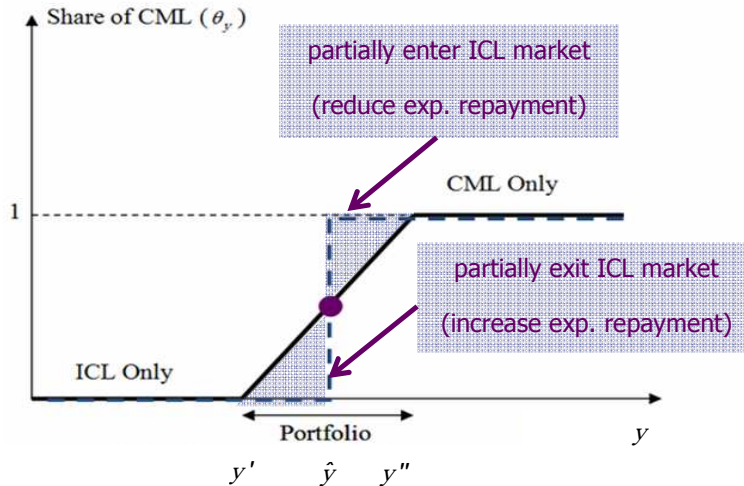 Share of CML (θy)
partially enter ICL market
(reduce exp. repayment)
CML Only
1
partially exit ICL market
(increase exp. repayment)
ICL Only
Portfolio
y
y' ŷ y"